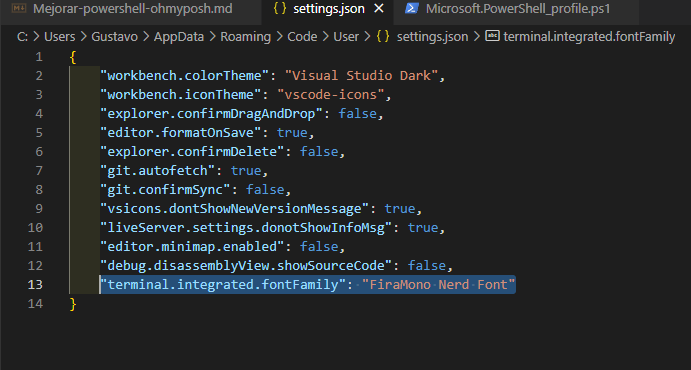 Mejorar-powershell-ohmyposh.md {} settings.json × Microsoft.PowerShell_profile.ps1
C: > Users > Gustavo > AppData > Roaming > Code > User > {} settings.json > abc terminal.integrated.fontFamily
1 {
2 "workbench.colorTheme": "Visual Studio Dark",
3 "workbench.iconTheme": "vscode-icons",
4 "explorer.confirmDragAndDrop": false,
5 "editor.formatOnSave": true,
6 "explorer.confirmDelete": false,
7 "git.autofetch": true,
8 "git.confirmSync": false,
9 "vsicons.dontShowNewVersionMessage": true,
10 "liveServer.settings.donotShowInfoMsg": true,
11 "editor.minimap.enabled": false,
12 "debug.disassemblyView.showSourceCode": false,
13 "terminal.integrated.fontFamily": "FiraMono Nerd Font"
14 }